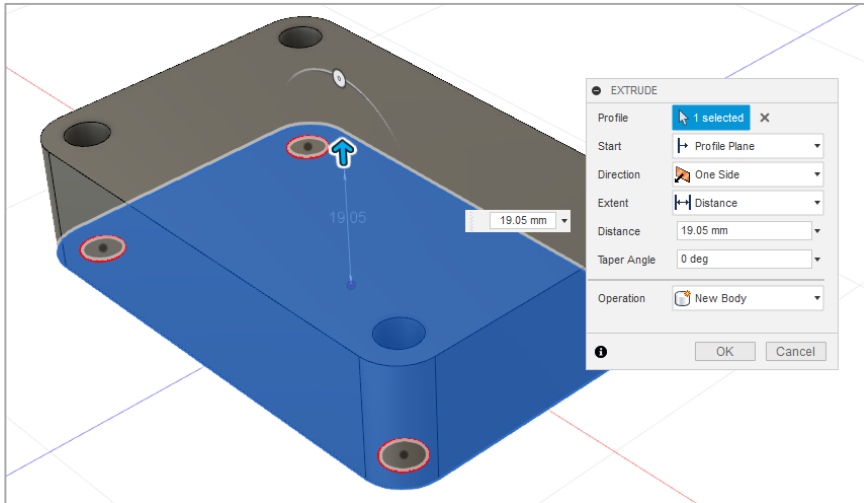 EXTRUDE
Profile 1 selected
Start Profile Plane
Direction One Side
Extent Distance
Distance 19.05 mm
Taper Angle 0 deg
Operation New Body
OK Cancel
19.05
19.05 mm